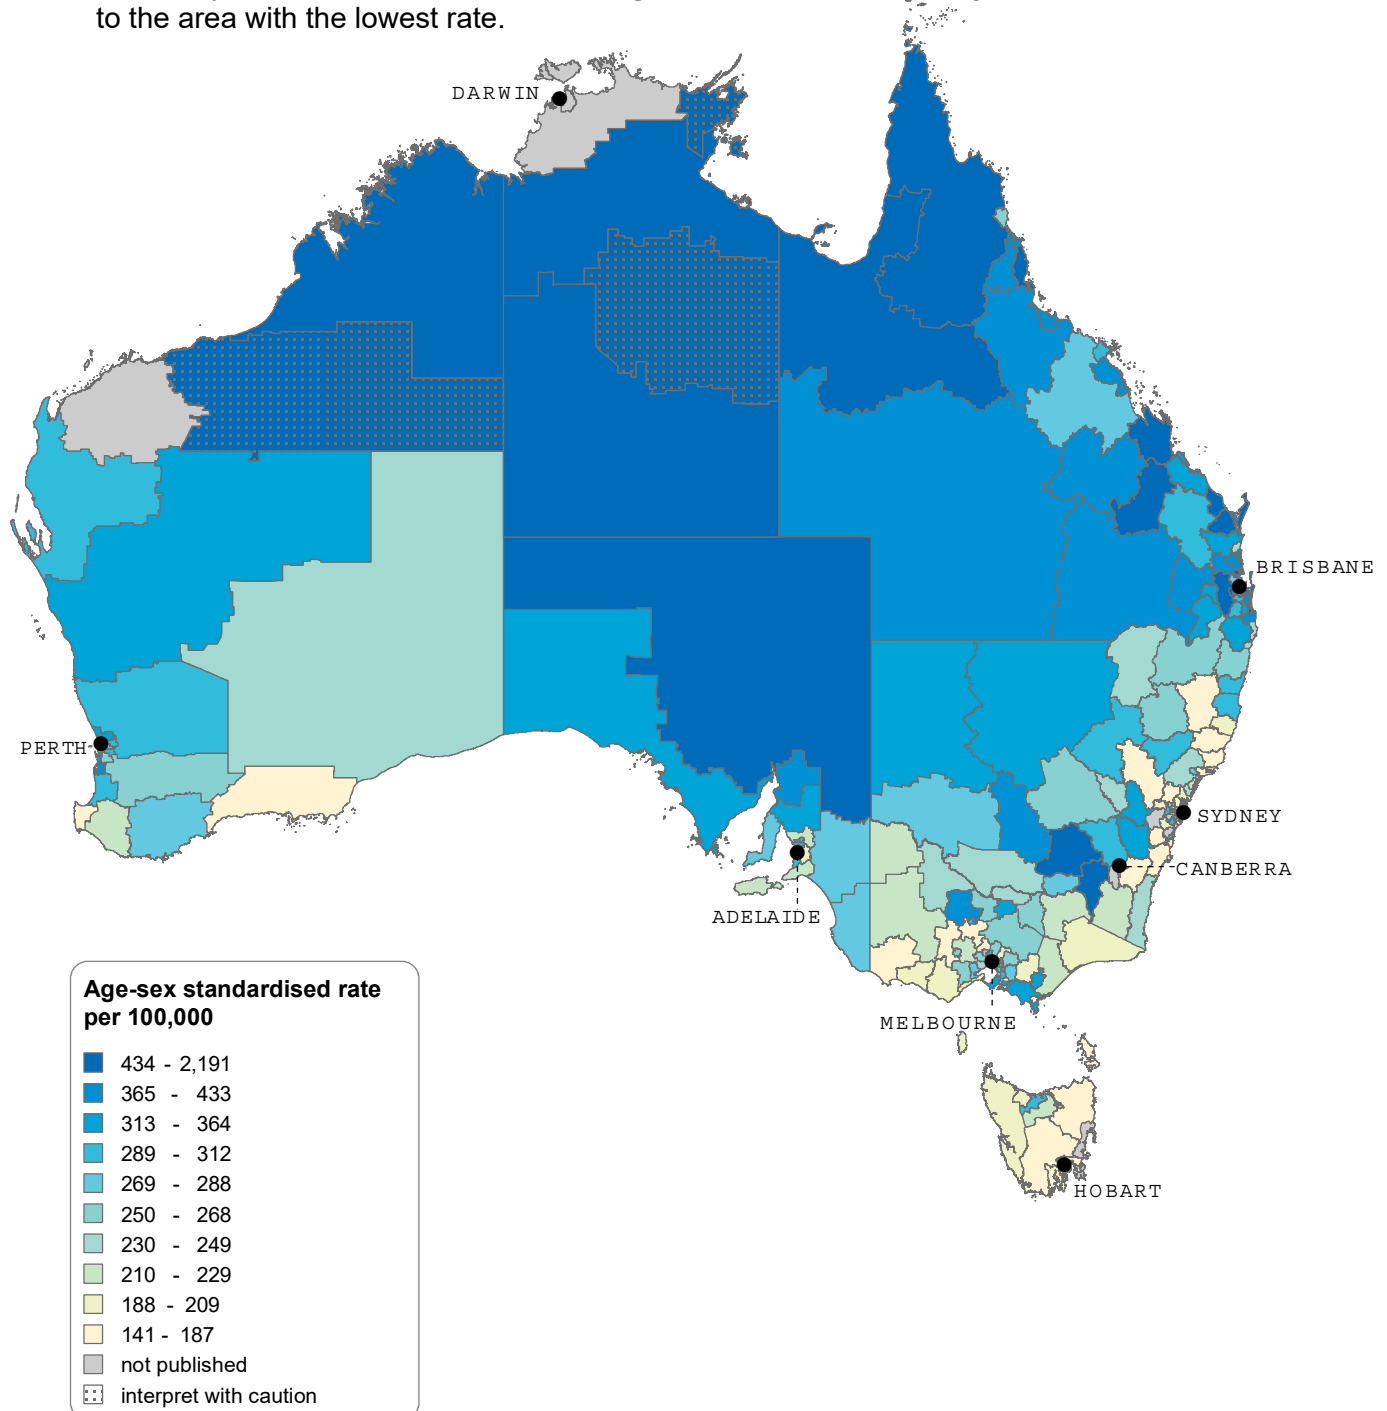 to the area with the lowest rate.
DARWIN
BRISBANE
PERTH
SYDNEY
CANBERRA
ADELAIDE
MELBOURNE
HOBART
Age-sex standardised rate
per 100,000
434 - 2,191
365 - 433
313 - 364
289 - 312
269 - 288
250 - 268
230 - 249
210 - 229
188 - 209
141 - 187
not published
interpret with caution